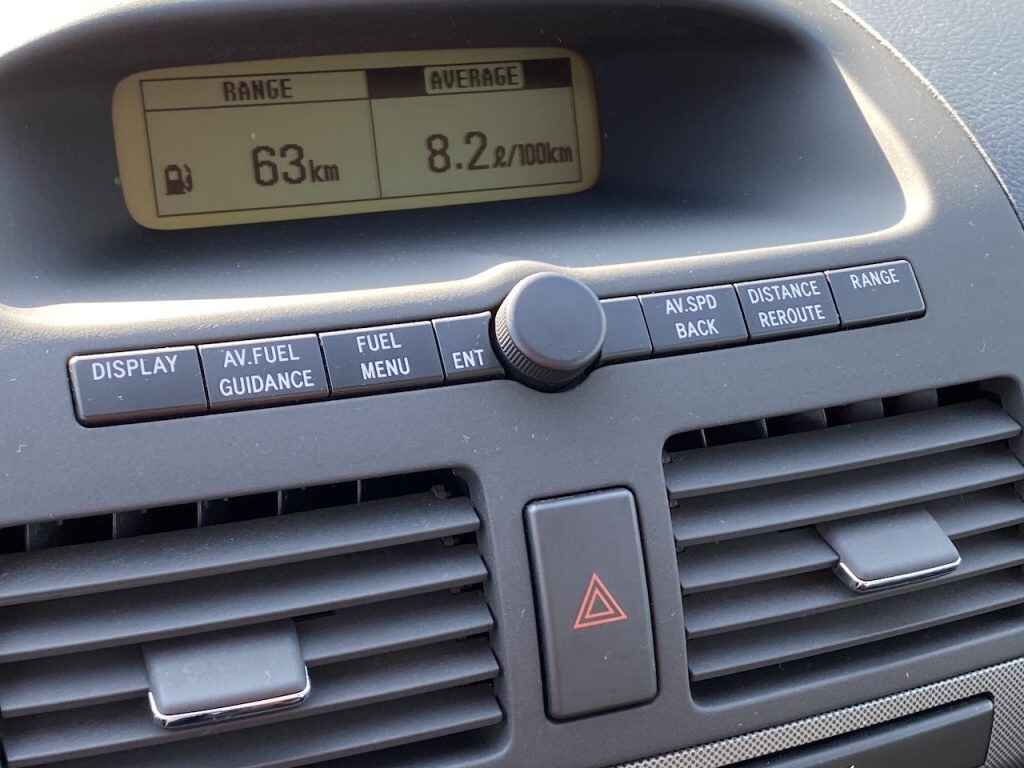 RANGE AVERAGE
63km 8.2ℓ/100km
DISPLAY
AV.FUEL
GUIDANCE
FUEL
MENU
ENT
AV.SPD
BACK
DISTANCE
REROUTE
RANGE